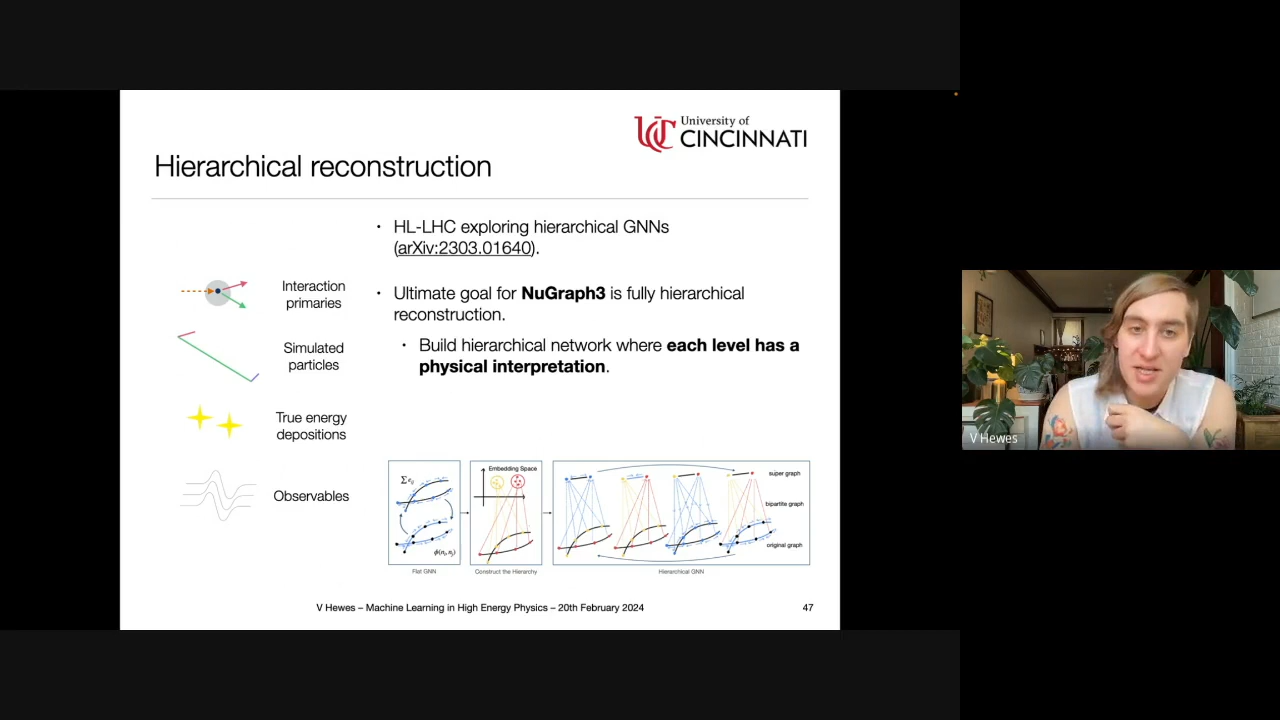 University of
CINCINNATI
Hierarchical reconstruction
• HL-LHC exploring hierarchical GNNs
(arXiv:2303.01640).
Interaction
primaries
• Ultimate goal for NuGraph3 is fully hierarchical
reconstruction.
• Build hierarchical network where each level has a
physical interpretation.
Simulated
particles
True energy
depositions
Observables
Embedding Space
super graph
bipartite graph
original graph
Flat GNN
Construct the Hierarchy
Hierarchical GNN
V Hewes – Machine Learning in High Energy Physics – 20th February 2024
47
V Hewes